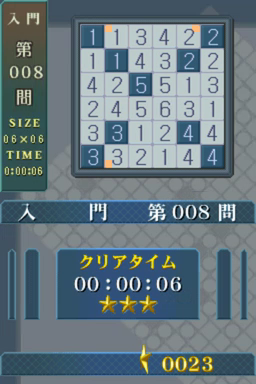 入門
第
008
問
SIZE
06×06
TIME
0:00:06
1 1 3 4 2 2
1 1 4 3 2 2
4 2 5 5 1 3
2 4 5 6 3 1
3 3 1 2 4 4
3 3 2 1 4 4
入 門 第008問
クリアタイム
00:00:06
0023